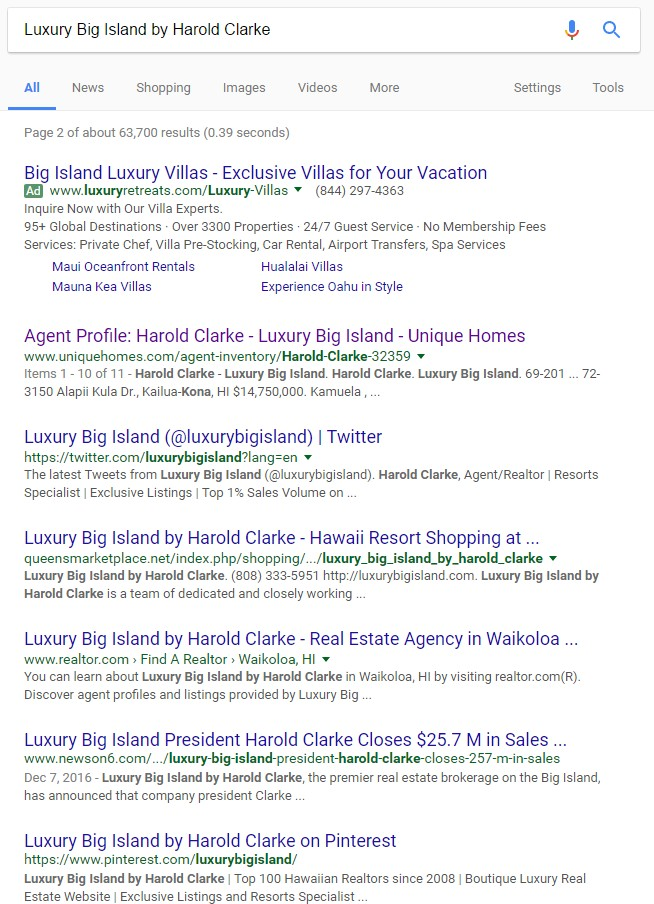 Luxury Big Island by Harold Clarke
All News Shopping Images Videos More Settings Tools
Page 2 of about 63,700 results (0.39 seconds)
Big Island Luxury Villas - Exclusive Villas for Your Vacation
Ad www.luxuryretreats.com/Luxury-Villas (844) 297-4363
Inquire Now with Our Villa Experts.
95+ Global Destinations · Over 3300 Properties · 24/7 Guest Service · No Membership Fees
Services: Private Chef, Villa Pre-Stocking, Car Rental, Airport Transfers, Spa Services
Maui Oceanfront Rentals Hualalai Villas
Mauna Kea Villas Experience Oahu in Style
Agent Profile: Harold Clarke - Luxury Big Island - Unique Homes
www.uniquehomes.com/agent-inventory/Harold-Clarke-32359
Items 1 - 10 of 11 - Harold Clarke - Luxury Big Island. Harold Clarke. Luxury Big Island. 69-201 ... 72-
3150 Alapii Kula Dr., Kailua-Kona, HI $14,750,000. Kamuela , ...
Luxury Big Island (@luxurybigisland) | Twitter
https://twitter.com/luxurybigisland?lang=en
The latest Tweets from Luxury Big Island (@luxurybigisland). Harold Clarke, Agent/Realtor | Resorts
Specialist | Exclusive Listings | Top 1% Sales Volume on ...
Luxury Big Island by Harold Clarke - Hawaii Resort Shopping at ...
queensmarketplace.net/index.php/shopping/.../luxury_big_island_by_harold_clarke
Luxury Big Island by Harold Clarke. (808) 333-5951 http://luxurybigisland.com. Luxury Big Island by
Harold Clarke is a team of dedicated and closely working ...
Luxury Big Island by Harold Clarke - Real Estate Agency in Waikoloa ...
www.realtor.com › Find A Realtor › Waikoloa, HI
You can learn about Luxury Big Island by Harold Clarke in Waikoloa, HI by visiting realtor.com(R).
Discover agent profiles and listings provided by Luxury Big ...
Luxury Big Island President Harold Clarke Closes $25.7 M in Sales ...
www.newson6.com/.../luxury-big-island-president-harold-clarke-closes-257-m-in-sales
Dec 7, 2016 - Luxury Big Island by Harold Clarke, the premier real estate brokerage on the Big Island,
has announced that company president Clarke ...
Luxury Big Island by Harold Clarke on Pinterest
https://www.pinterest.com/luxurybigisland/
Luxury Big Island by Harold Clarke | Top 100 Hawaiian Realtors since 2008 | Boutique Luxury Real
Estate Website | Exclusive Listings and Resorts Specialist ...